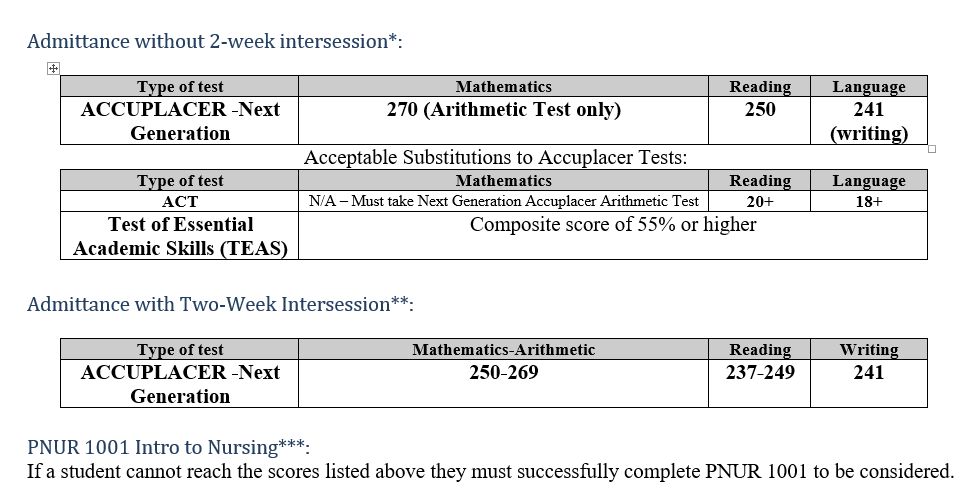 Admittance without 2-week intersession*:
Type of test Mathematics Reading Language
ACCUPLACER -Next 270 (Arithmetic Test only) 250 241
Generation (writing)
Acceptable Substitutions to Accuplacer Tests:
Type of test Mathematics Reading Language
ACT N/A – Must take Next Generation Accuplacer Arithmetic Test 20+ 18+
Test of Essential Composite score of 55% or higher
Academic Skills (TEAS)
Admittance with Two-Week Intersession**:
Type of test Mathematics-Arithmetic Reading Writing
ACCUPLACER -Next 250-269 237-249 241
Generation
PNUR 1001 Intro to Nursing***:
If a student cannot reach the scores listed above they must successfully complete PNUR 1001 to be considered.